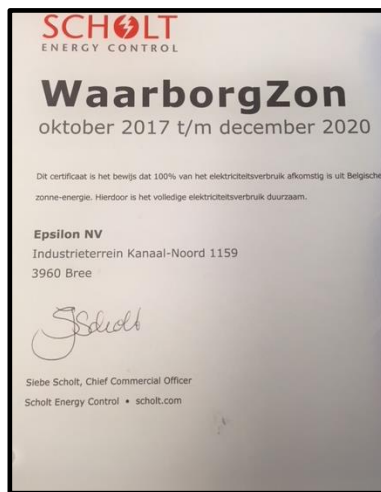 SCHOLT
ENERGY CONTROL
WaarborgZon
oktober 2017 t/m december 2020
Dit certificaat is het bewijs dat 100% van het elektriciteitsverbruik afkomstig is uit Belgische
zonne-energie. Hierdoor is het volledige elektriciteitsverbruik duurzaam.
Epsilon NV
Industrieterrein Kanaal-Noord 1159
3960 Bree
SScholt
Siebe Scholt, Chief Commercial Officer
Scholt Energy Control • scholt.com